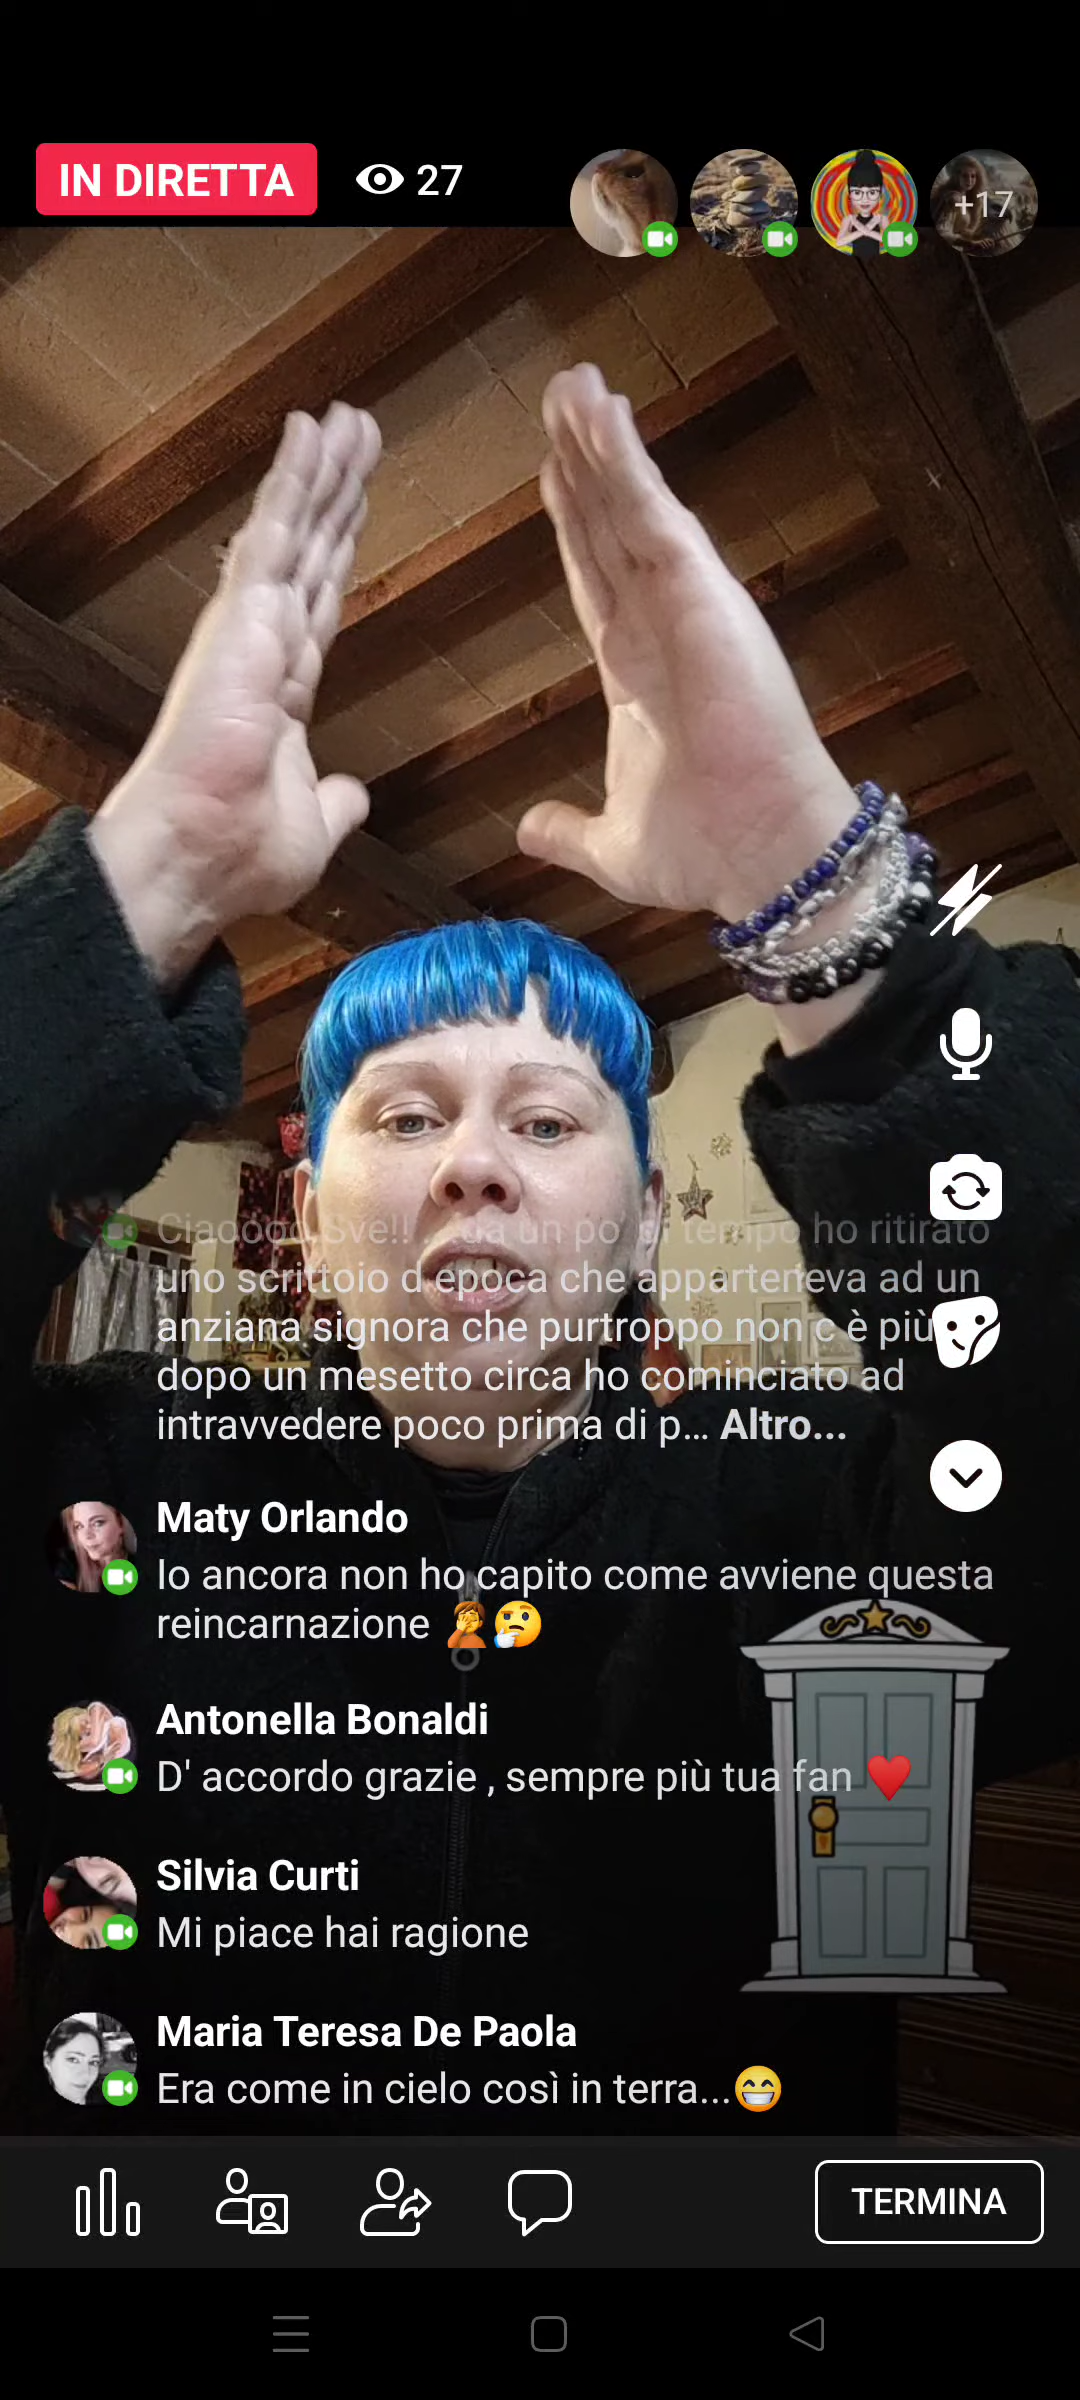 IN DIRETTA
27
+17
Ciaoooo Sve!! ...da un po' di tempo ho ritirato
uno scrittoio d epoca che apparteneva ad un
anziana signora che purtroppo non c è più
dopo un mesetto circa ho cominciato ad
intravvedere poco prima di p... Altro...
Maty Orlando
Io ancora non ho capito come avviene questa
reincarnazione 🤦🤔
Antonella Bonaldi
D' accordo grazie , sempre più tua fan ♥️
Silvia Curti
Mi piace hai ragione
Maria Teresa De Paola
Era come in cielo così in terra...😁
TERMINA